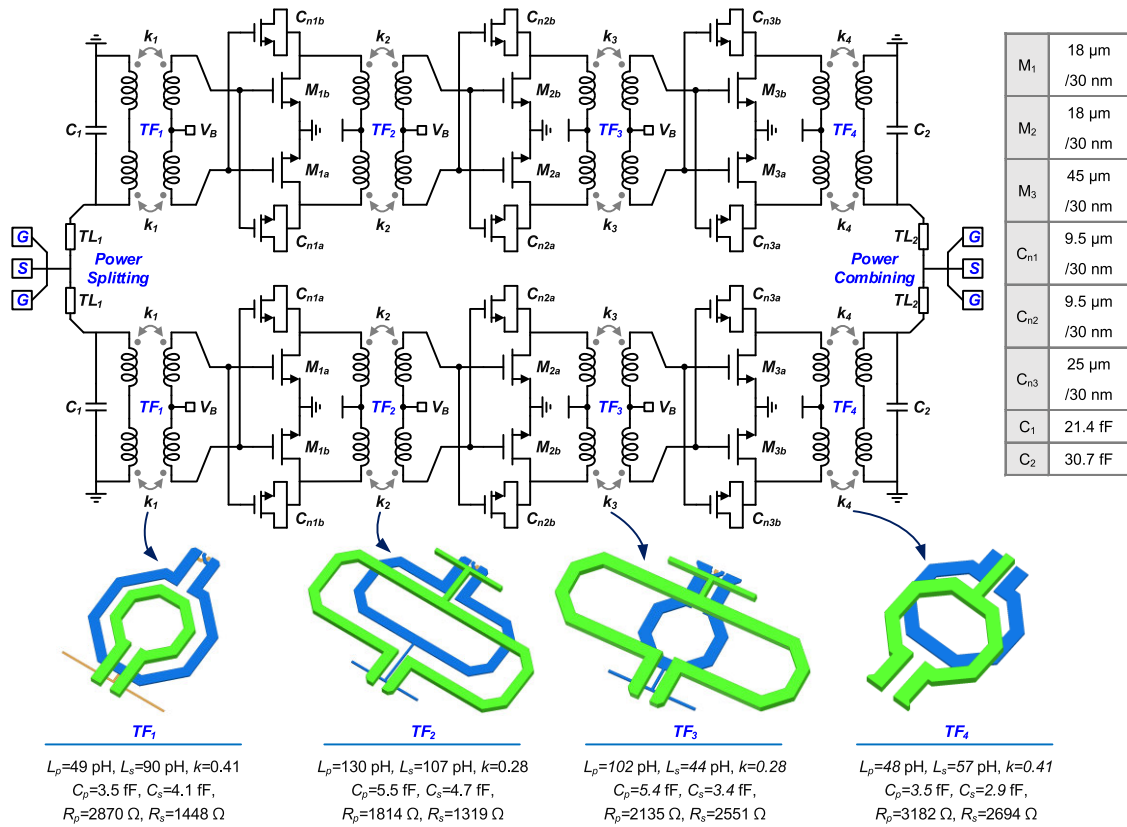 k1 k2 k3 k4
Cn1b Cn2b Cn3b
M1b M2b M3b
C1 TF1 VB TF2 VB TF3 VB TF4 C2
M1a M2a M3a
k1 k2 k3 k4
Cn1a Cn2a Cn3a
G TL1 TL2 G
S Power Splitting Power Combining S
G TL1 TL2 G
k1 Cn1a k2 Cn2a k3 Cn3a k4
M1a M2a M3a
C1 TF1 VB TF2 VB TF3 VB TF4 C2
M1b M2b M3b
k1 k2 k3 k4
Cn1b Cn2b Cn3b
M1 18 µm /30 nm
M2 18 µm /30 nm
M3 45 µm /30 nm
Cn1 9.5 µm /30 nm
Cn2 9.5 µm /30 nm
Cn3 25 µm /30 nm
C1 21.4 fF
C2 30.7 fF
TF1
Lp=49 pH, Ls=90 pH, k=0.41
Cp=3.5 fF, Cs=4.1 fF,
Rp=2870 Ω, Rs=1448 Ω
TF2
Lp=130 pH, Ls=107 pH, k=0.28
Cp=5.5 fF, Cs=4.7 fF,
Rp=1814 Ω, Rs=1319 Ω
TF3
Lp=102 pH, Ls=44 pH, k=0.28
Cp=5.4 fF, Cs=3.4 fF,
Rp=2135 Ω, Rs=2551 Ω
TF4
Lp=48 pH, Ls=57 pH, k=0.41
Cp=3.5 fF, Cs=2.9 fF,
Rp=3182 Ω, Rs=2694 Ω